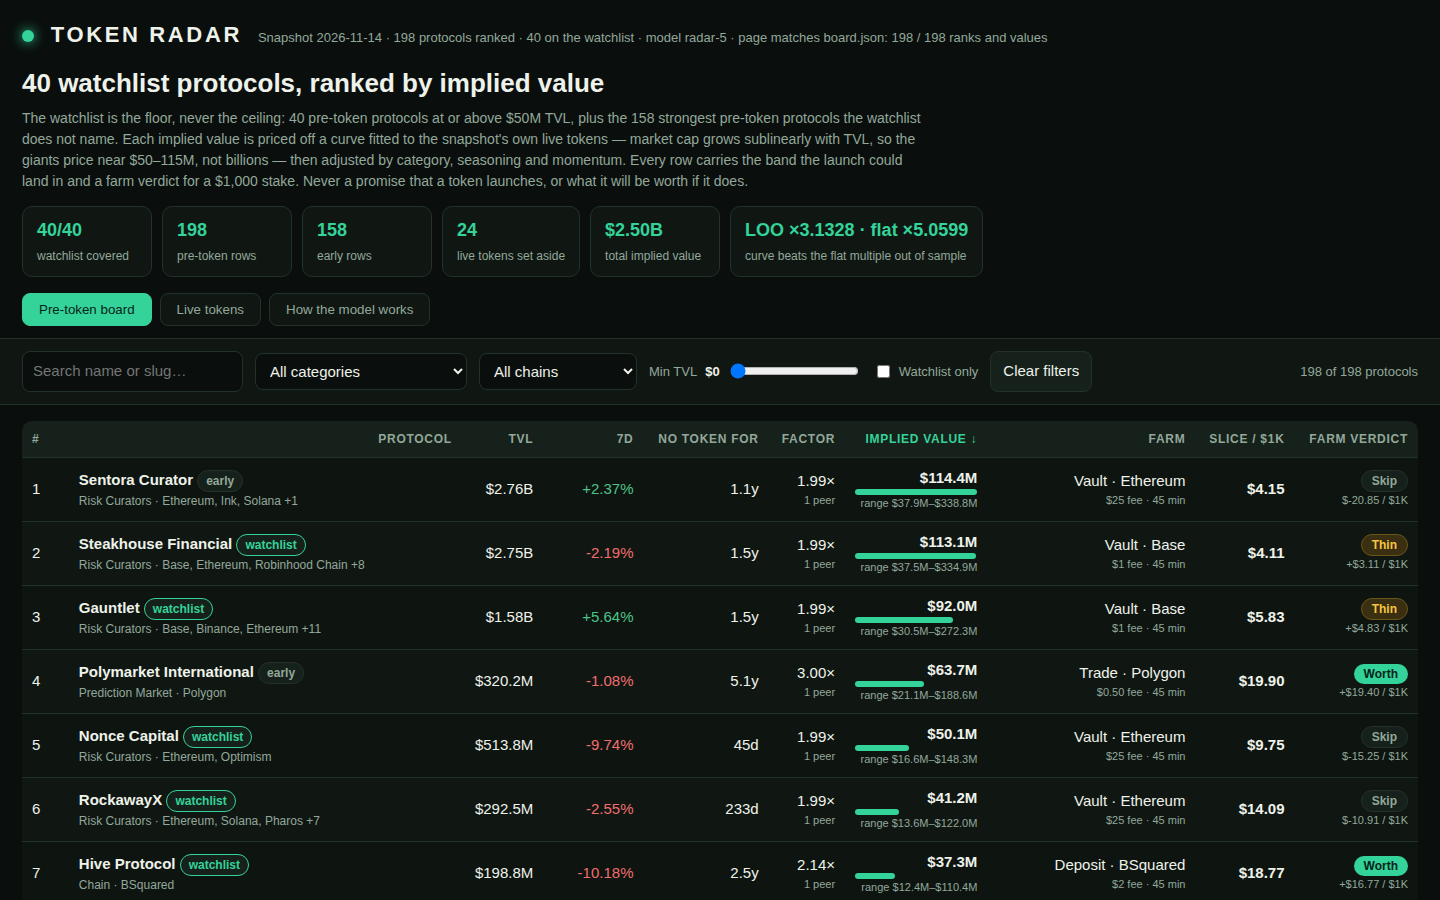 TOKEN RADAR Snapshot 2026-11-14 · 198 protocols ranked · 40 on the watchlist · model radar-5 · page matches board.json: 198 / 198 ranks and values
40 watchlist protocols, ranked by implied value
The watchlist is the floor, never the ceiling: 40 pre-token protocols at or above $50M TVL, plus the 158 strongest pre-token protocols the watchlist
does not name. Each implied value is priced off a curve fitted to the snapshot's own live tokens — market cap grows sublinearly with TVL, so the
giants price near $50–115M, not billions — then adjusted by category, seasoning and momentum. Every row carries the band the launch could
land in and a farm verdict for a $1,000 stake. Never a promise that a token launches, or what it will be worth if it does.
40/40 198 158 24 $2.50B LOO ×3.1328 · flat ×5.0599
watchlist covered pre-token rows early rows live tokens set aside total implied value curve beats the flat multiple out of sample
Pre-token board Live tokens How the model works
Search name or slug… All categories All chains Min TVL $0 Watchlist only Clear filters 198 of 198 protocols
# PROTOCOL TVL 7D NO TOKEN FOR FACTOR IMPLIED VALUE ↓ FARM SLICE / $1K FARM VERDICT
1 Sentora Curator early $2.76B +2.37% 1.1y 1.99× $114.4M Vault · Ethereum $4.15 Skip
Risk Curators · Ethereum, Ink, Solana +1 1 peer range $37.9M–$338.8M $25 fee · 45 min $-20.85 / $1K
2 Steakhouse Financial watchlist $2.75B -2.19% 1.5y 1.99× $113.1M Vault · Base $4.11 Thin
Risk Curators · Base, Ethereum, Robinhood Chain +8 1 peer range $37.5M–$334.9M $1 fee · 45 min +$3.11 / $1K
3 Gauntlet watchlist $1.58B +5.64% 1.5y 1.99× $92.0M Vault · Base $5.83 Thin
Risk Curators · Base, Binance, Ethereum +11 1 peer range $30.5M–$272.3M $1 fee · 45 min +$4.83 / $1K
4 Polymarket International early $320.2M -1.08% 5.1y 3.00× $63.7M Trade · Polygon $19.90 Worth
Prediction Market · Polygon 1 peer range $21.1M–$188.6M $0.50 fee · 45 min +$19.40 / $1K
5 Nonce Capital watchlist $513.8M -9.74% 45d 1.99× $50.1M Vault · Ethereum $9.75 Skip
Risk Curators · Ethereum, Optimism 1 peer range $16.6M–$148.3M $25 fee · 45 min $-15.25 / $1K
6 RockawayX watchlist $292.5M -2.55% 233d 1.99× $41.2M Vault · Ethereum $14.09 Skip
Risk Curators · Ethereum, Solana, Pharos +7 1 peer range $13.6M–$122.0M $25 fee · 45 min $-10.91 / $1K
7 Hive Protocol watchlist $198.8M -10.18% 2.5y 2.14× $37.3M Deposit · BSquared $18.77 Worth
Chain · BSquared 1 peer range $12.4M–$110.4M $2 fee · 45 min +$16.77 / $1K